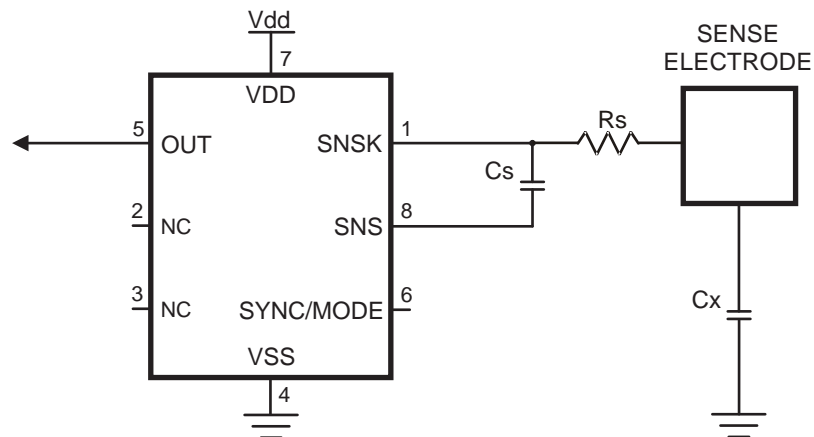 Vdd
7
VDD
SENSE
ELECTRODE
5
OUT
SNSK
1
Rs
Cs
2
NC
SNS
8
3
NC
SYNC/MODE
6
Cx
VSS
4